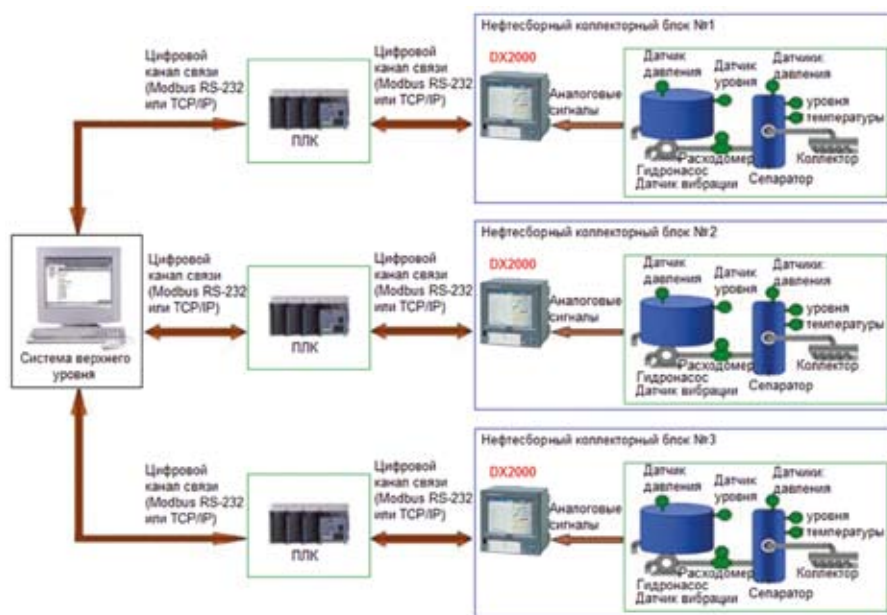 Нефтесборный коллекторный блок №1
Цифровой
канал связи
(Modbus RS-232
или TCP/IP)
ПЛК
Цифровой
канал связи
(Modbus RS-232
или TCP/IP)
DX2000
Аналоговые
сигналы
Датчик
давления
Датчик
уровня
Датчики
давления
уровня
температуры
Расходомер
Гидронасос
Датчик вибрации
Коллектор
Сепаратор
Система верхнего
уровня
Нефтесборный коллекторный блок №2
Цифровой
канал связи
(Modbus RS-232
или TCP/IP)
ПЛК
Цифровой
канал связи
(Modbus RS-232
или TCP/IP)
DX2000
Аналоговые
сигналы
Датчик
давления
Датчик
уровня
Датчики
давления
уровня
температуры
Расходомер
Гидронасос
Датчик вибрации
Коллектор
Сепаратор
Нефтесборный коллекторный блок №3
Цифровой
канал связи
(Modbus RS-232
или TCP/IP)
ПЛК
Цифровой
канал связи
(Modbus RS-232
или TCP/IP)
DX2000
Аналоговые
сигналы
Датчик
давления
Датчик
уровня
Датчики
давления
уровня
температуры
Расходомер
Гидронасос
Датчик вибрации
Коллектор
Сепаратор